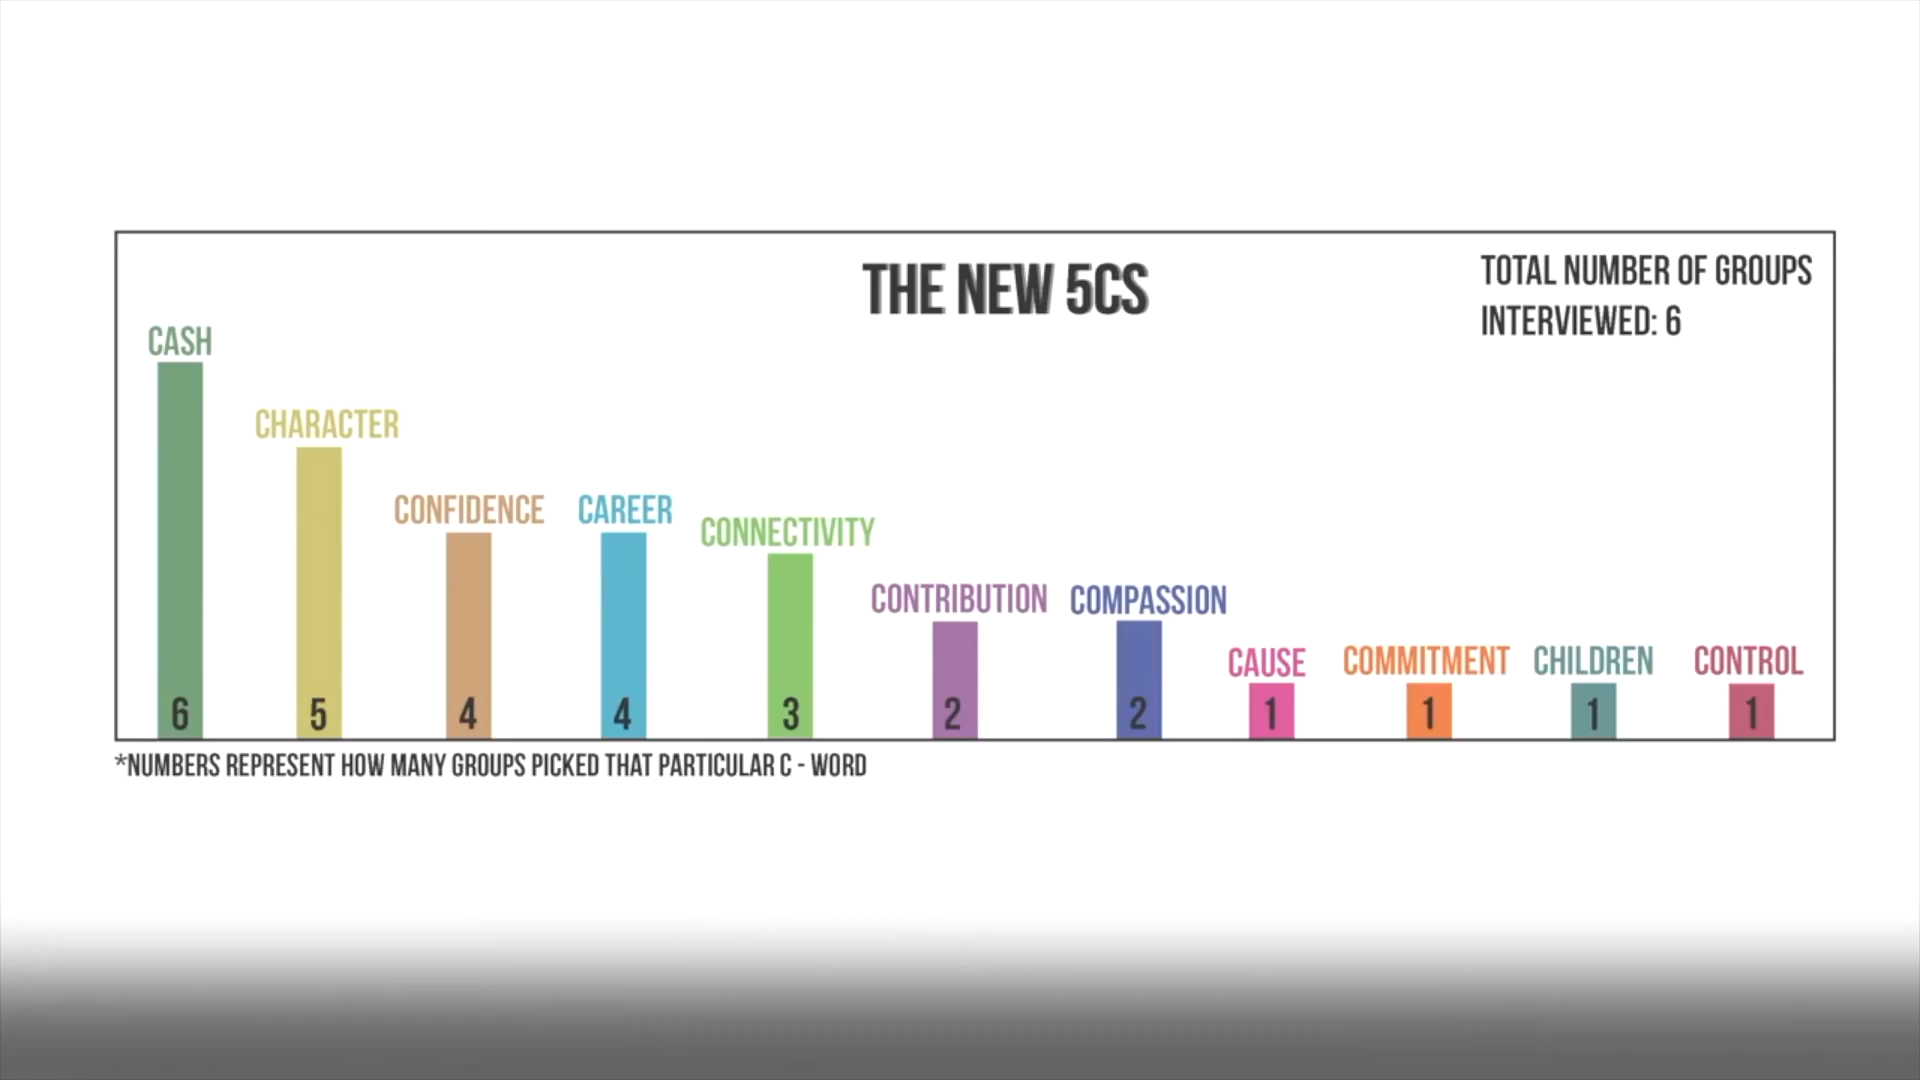 THE NEW 5CS
TOTAL NUMBER OF GROUPS
INTERVIEWED: 6
CASH
CHARACTER
CONFIDENCE
CAREER
CONNECTIVITY
CONTRIBUTION
COMPASSION
CAUSE
COMMITMENT
CHILDREN
CONTROL
6
5
4
4
3
2
2
1
1
1
1
*NUMBERS REPRESENT HOW MANY GROUPS PICKED THAT PARTICULAR C - WORD